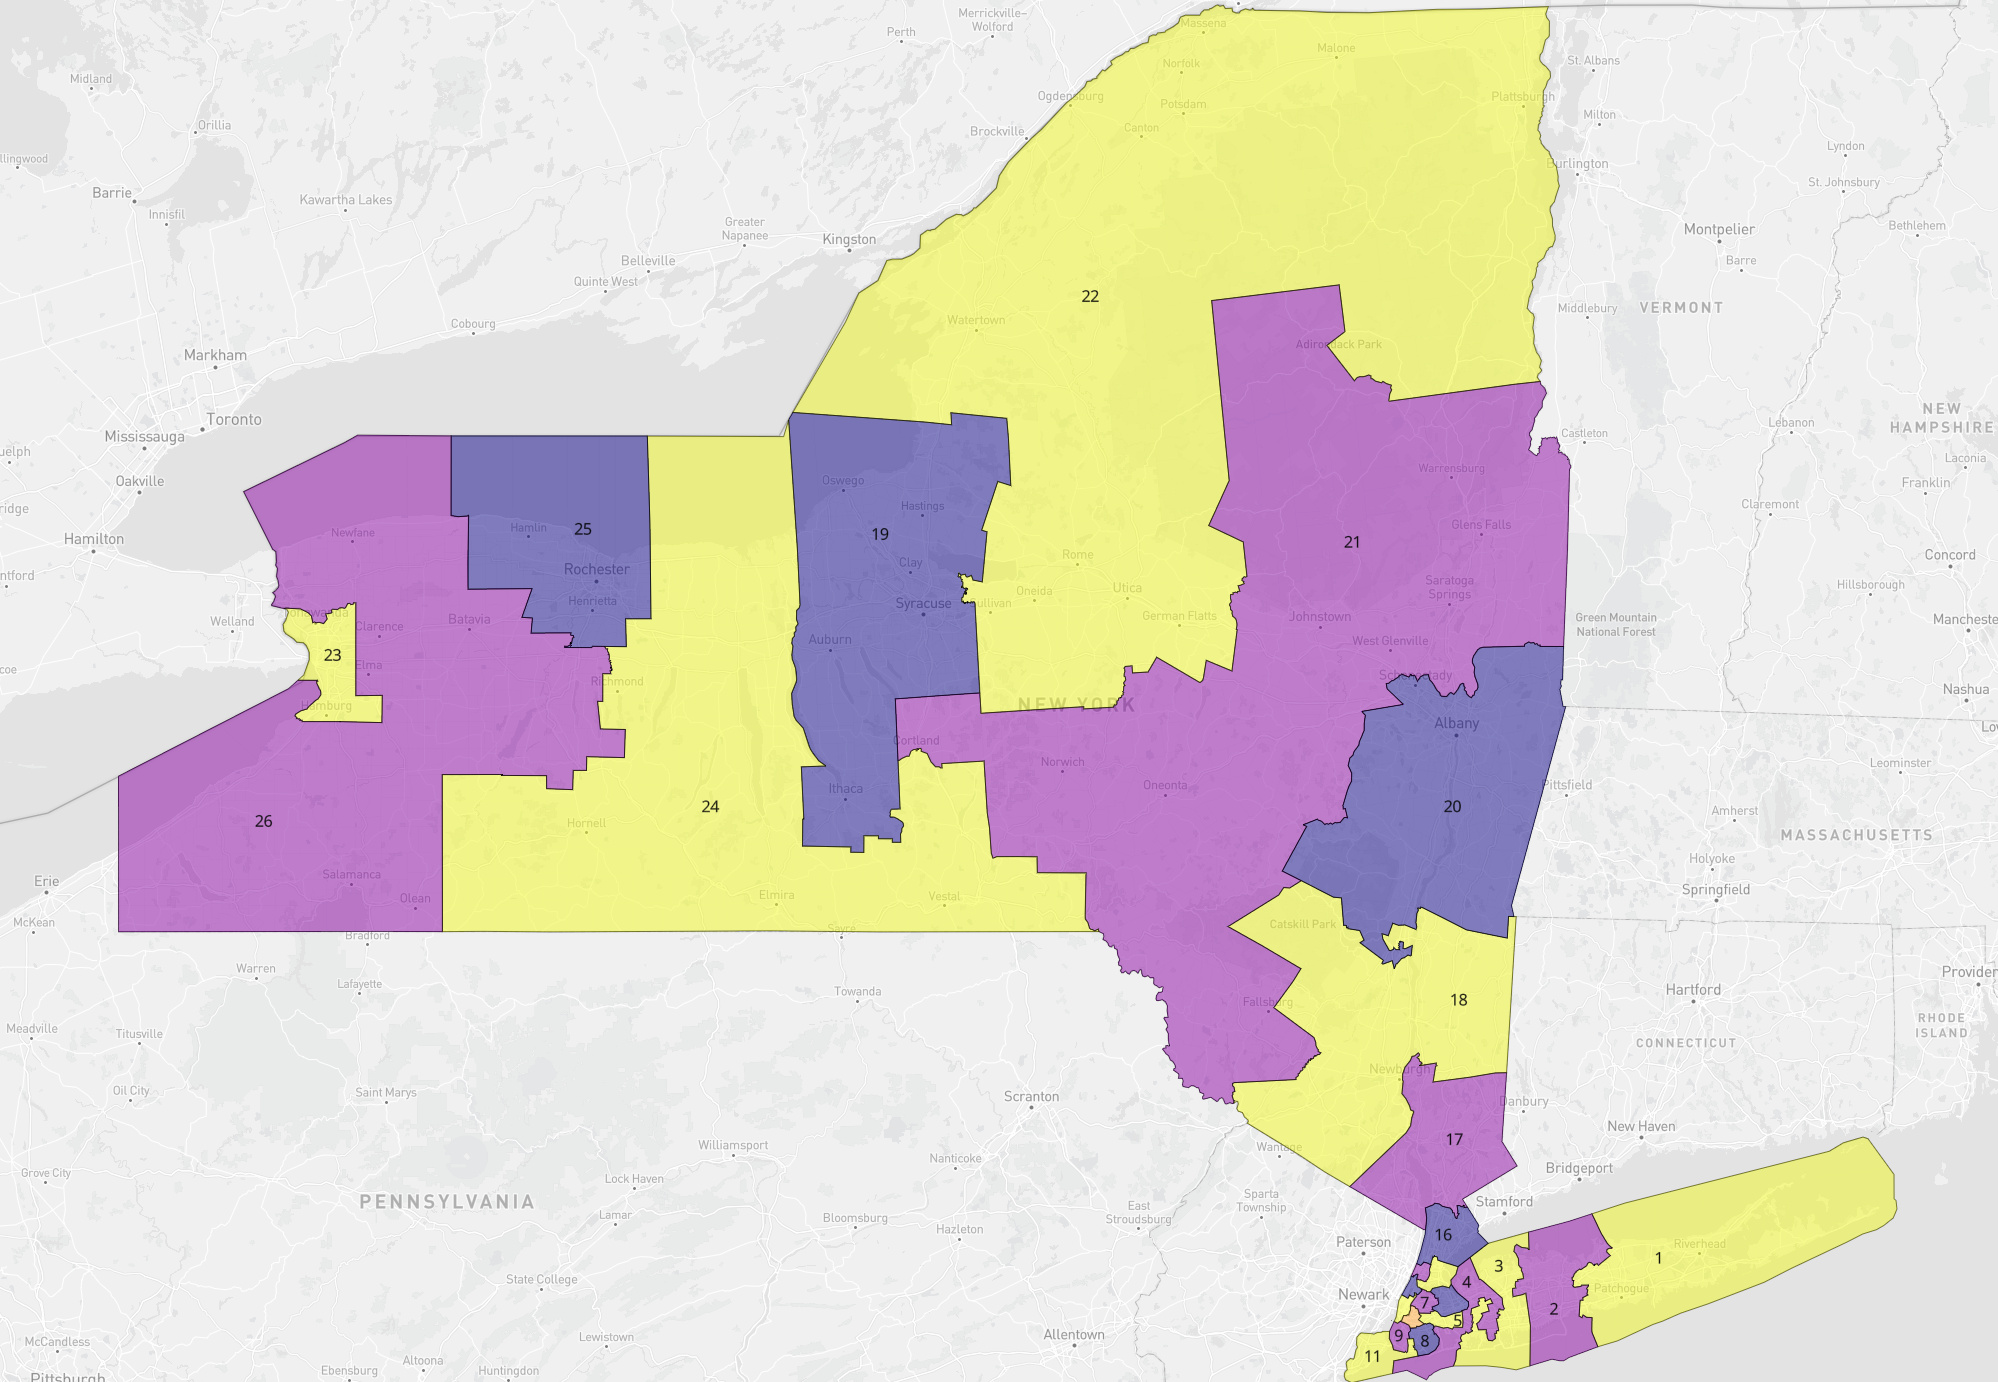 Merrickville–
Wolford
Massena
Perth
Malone
St. Albans
Midland
Norfolk
Ogdensburg
Plattsburgh
Potsdam
Milton
Orillia
Canton
Brockville
Lyndon
llingwood
Burlington
St. Johnsbury
Barrie
Kawartha Lakes
Innisfil
Greater
Napanee
Kingston
Montpelier
Bethlehem
Belleville
Barre
Quinte West
22
Middlebury
VERMONT
Cobourg
Watertown
Adirondack Park
Markham
NEW
HAMPSHIRE
Toronto
Lebanon
Mississauga
Castleton
uelph
Laconia
Warrensburg
Oakville
Oswego
Franklin
ridge
Hastings
Claremont
Newfane
Hamlin
25
19
Glens Falls
Hamilton
21
Rome
Concord
Clay
Rochester
ntford
Saratoga
Springs
Hillsborough
Utica
Oneida
Henrietta
Syracuse
Sullivan
Tonawanda
German Flatts
Johnstown
Welland
Batavia
Clarence
Green Mountain
National Forest
Mancheste
Auburn
West Glenville
23
Elma
coe
Schenectady
Richmond
Nashua
Hamburg
NEW YORK
Albany
Lo
Cortland
Norwich
Leominster
Oneonta
Pittsfield
Ithaca
24
20
Amherst
26
Hornell
MASSACHUSETTS
Holyoke
Salamanca
Erie
Springfield
Elmira
Vestal
Olean
McKean
Catskill Park
Sayre
Bradford
Warren
Providen
Lafayette
Towanda
Hartford
18
Fallsburg
RHODE
ISLAND
Meadville
Titusville
CONNECTICUT
Newburgh
Oil City
Saint Marys
Scranton
Danbury
New Haven
17
Williamsport
Wantage
Nanticoke
Bridgeport
Grove City
Lock Haven
PENNSYLVANIA
Sparta
Township
Stamford
East
Stroudsburg
Lamar
Bloomsburg
Hazleton
16
Paterson
Riverhead
1
3
State College
4
Patchogue
Newark
7
2
5
McCandless
Lewistown
Allentown
9
8
11
Altoona
Ebensburg
Huntingdon
Pittsburgh